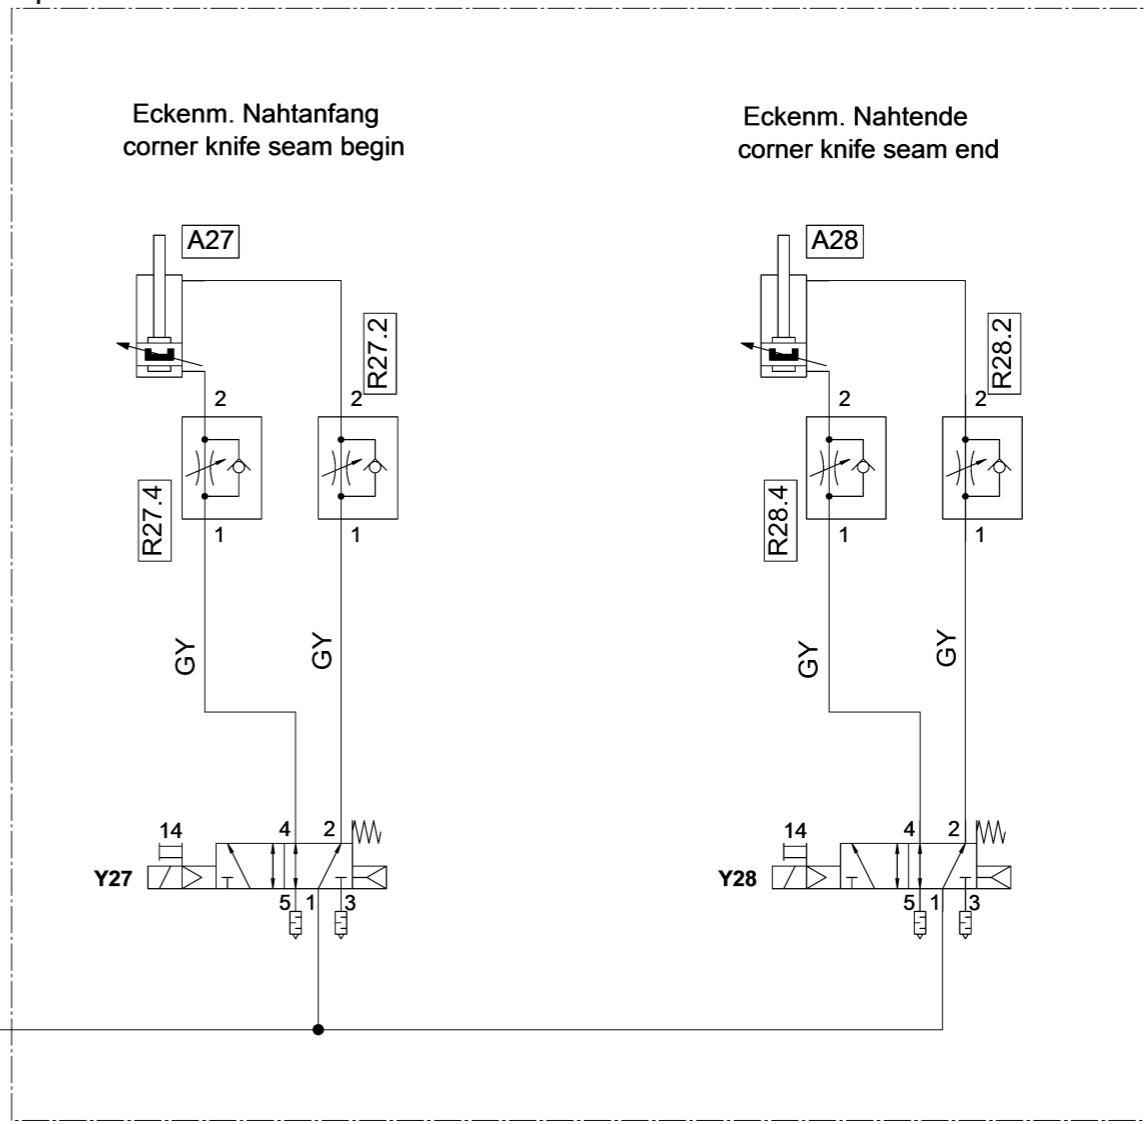 Eckenm. Nahtanfang
corner knife seam begin
Eckenm. Nahtende
corner knife seam end
A27
A28
R27.2
R28.2
2
2
2
2
R27.4
R28.4
1
1
1
1
GY
GY
GY
GY
14
4
2
14
4
2
Y27
Y28
5
1
3
5
1
3